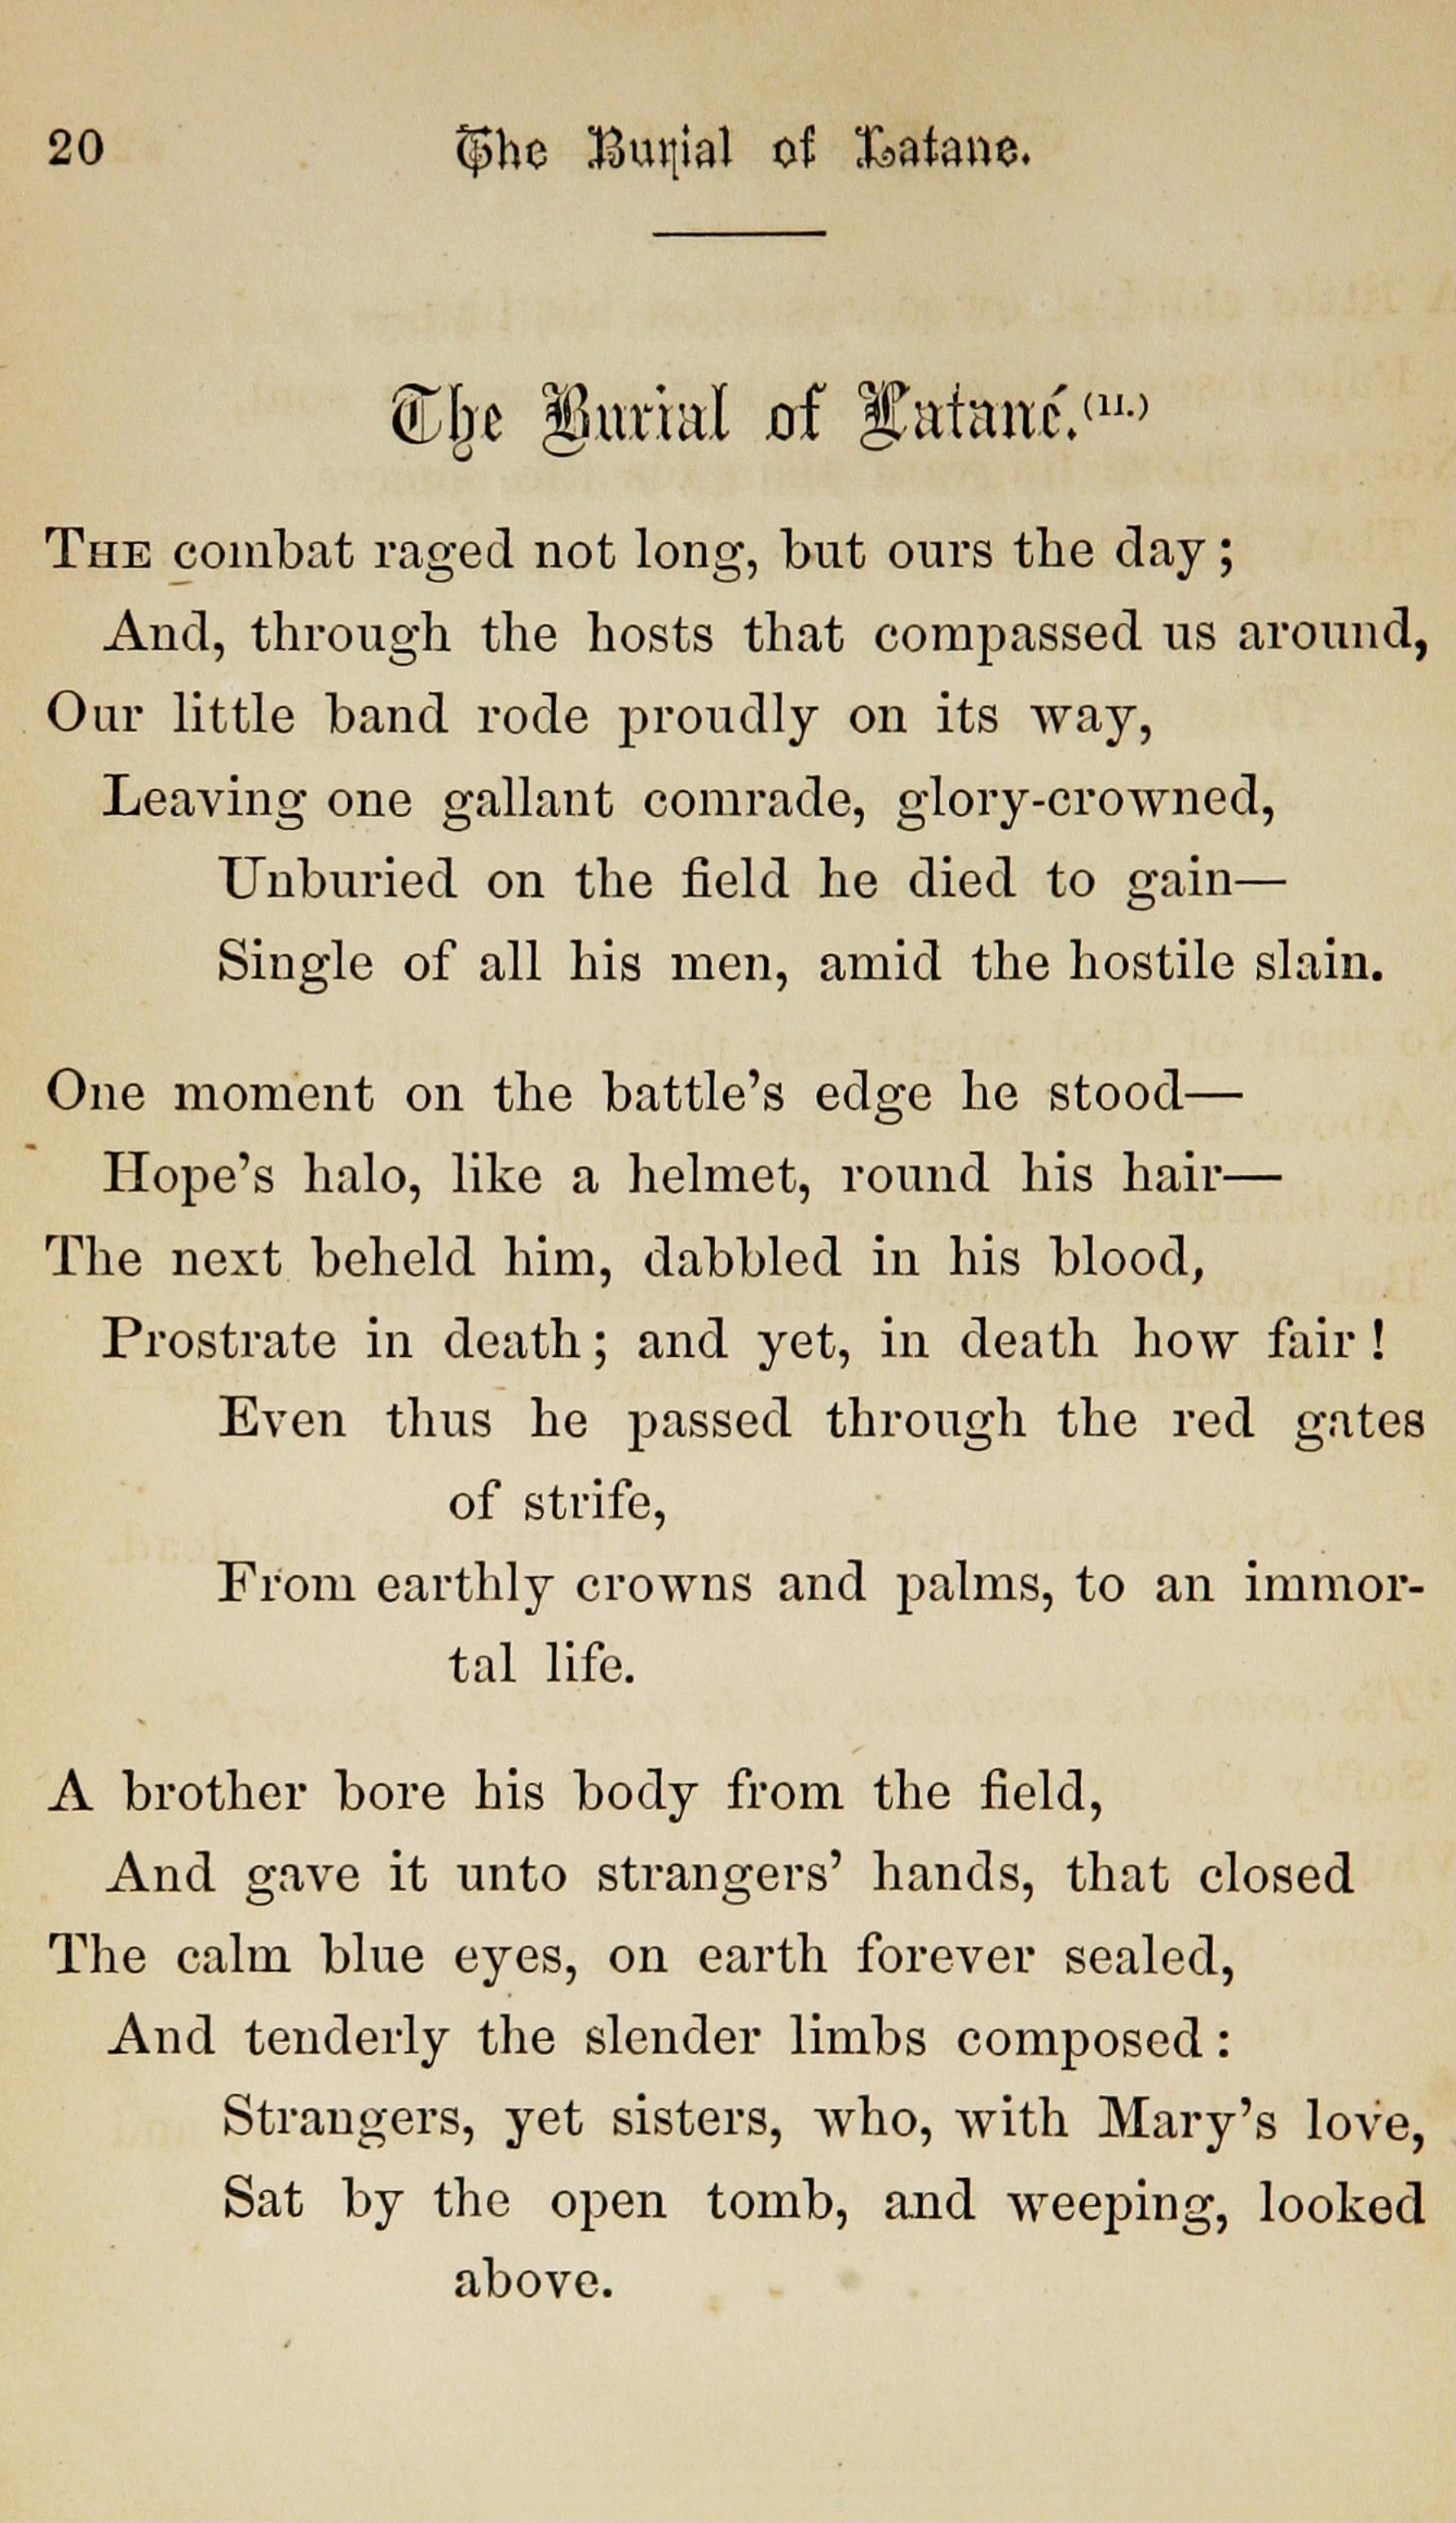 20 The Burial of Latane.
The Burial of Latané.(11.)
THE combat raged not long, but ours the day ;
And, through the hosts that compassed us around,
Our little band rode proudly on its way,
Leaving one gallant comrade, glory-crowned,
Unburied on the field he died to gain—
Single of all his men, amid the hostile slain.
One moment on the battle’s edge he stood—
Hope’s halo, like a helmet, round his hair—
The next beheld him, dabbled in his blood,
Prostrate in death ; and yet, in death how fair !
Even thus he passed through the red gates
of strife,
From earthly crowns and palms, to an immor-
tal life.
A brother bore his body from the field,
And gave it unto strangers’ hands, that closed
The calm blue eyes, on earth forever sealed,
And tenderly the slender limbs composed :
Strangers, yet sisters, who, with Mary’s love,
Sat by the open tomb, and weeping, looked
above.